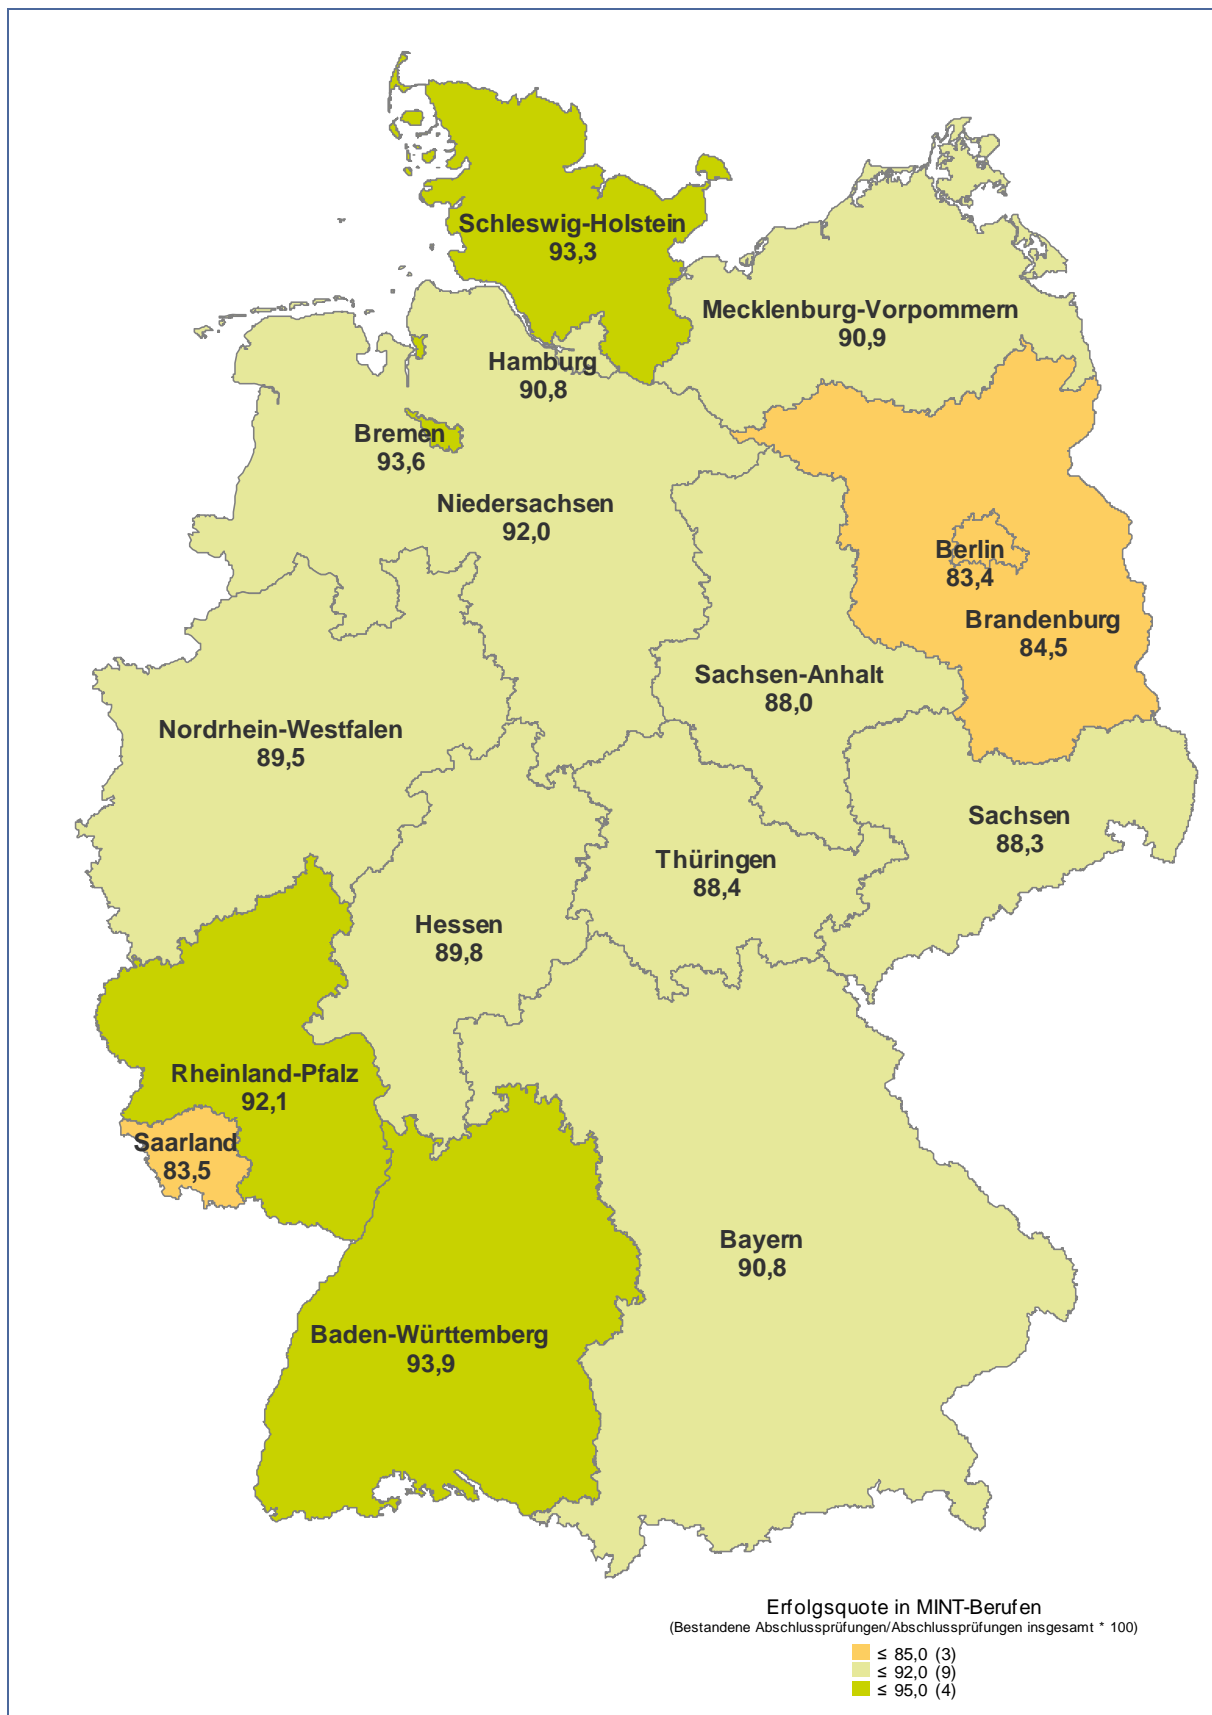 Schleswig-Holstein
93,3
Mecklenburg-Vorpommern
90,9
Hamburg
90,8
Bremen
93,6
Niedersachsen
92,0
Berlin
83,4
Brandenburg
84,5
Sachsen-Anhalt
88,0
Nordrhein-Westfalen
89,5
Sachsen
88,3
Thüringen
88,4
Hessen
89,8
Rheinland-Pfalz
92,1
Saarland
83,5
Bayern
90,8
Baden-Württemberg
93,9
Erfolgsquote in MINT-Berufen
(Bestandene Abschlussprüfungen/Abschlussprüfungen insgesamt * 100)
≤ 85,0 (3)
≤ 92,0 (9)
≤ 95,0 (4)